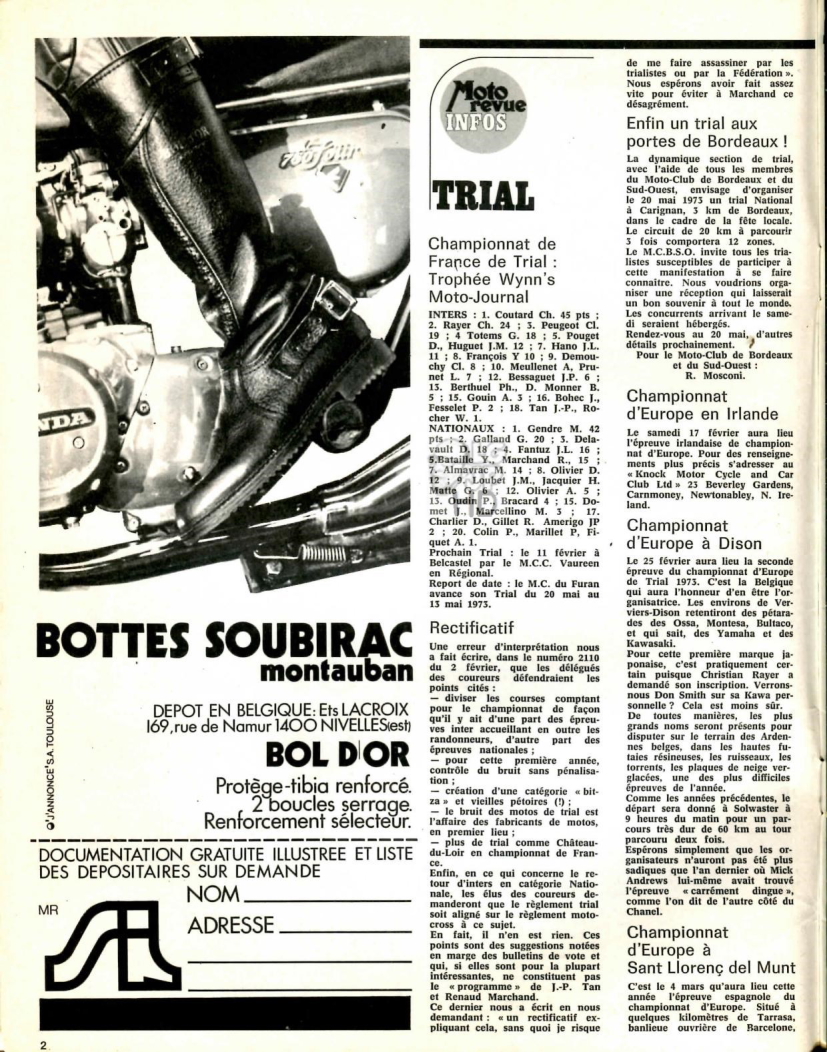 750 Four
HONDA
BOTTES SOUBIRAC
montauban
DEPOT EN BELGIQUE: Ets LACROIX
169, rue de Namur 1400 NIVELLES(est)
BOL D'OR
Protège-tibia renforcé.
2 boucles serrage.
Renforcement sélecteur.
O'J'ANNONCE'S.A. TOULOUSE
DOCUMENTATION GRATUITE ILLUSTREE ET LISTE
DES DEPOSITAIRES SUR DEMANDE
NOM
MR
ADRESSE
2
Moto
revue
INFOS
TRIAL
Championnat de
France de Trial :
Trophée Wynn's
Moto-Journal
INTERS : 1. Coutard Ch. 45 pts ;
2. Rayer Ch. 24 ; 3. Peugeot Cl.
19 ; 4 Totems G. 18 ; 5. Pouget
D., Huguet J.M. 12 ; 7. Hano J.L.
11 ; 8. François Y 10 ; 9. Demou-
chy Cl. 8 ; 10. Meullenet A, Pru-
net L. 7 ; 12. Bessaguet J.P. 6 ;
13. Berthuel Ph., D. Monner B.
5 ; 15. Gouin A. 3 ; 16. Bohec J.,
Fesselet P. 2 ; 18. Tan J.-P., Ro-
cher W. 1.
NATIONAUX : 1. Gendre M. 42
pts ; 2. Galland G. 20 ; 3. Dela-
vault D. 18 ; 4. Fantuz J.L. 16 ;
5. Bataille Y., Marchand R., 15 ;
7. Almavrac M. 14 ; 8. Olivier D.
12 ; 9. Loubet J.M., Jacquier H.
Matte G. 6 ; 12. Olivier A. 5 ;
13. Oudin P., Bracard 4 ; 15. Do-
met J., Marcellino M. 3 ; 17.
Charlier D., Gillet R. Amerigo JP
2 ; 20. Colin P., Marillet P, Fi-
quet A. 1.
Prochain Trial : le 11 février à
Belcastel par le M.C.C. Vaureen
en Régional.
Report de date : le M.C. du Furan
avance son Trial du 20 mai au
13 mai 1973.
Rectificatif
Une erreur d'interprétation nous
a fait écrire, dans le numéro 2110
du 2 février, que les délégués
des coureurs défendraient les
points cités :
— diviser les courses comptant
pour le championnat de façon
qu'il y ait d'une part des épreu-
ves inter accueillant en outre les
randonneurs, d'autre part des
épreuves nationales ;
— pour cette première année,
contrôle du bruit sans pénalisa-
tion ;
— création d'une catégorie « bit-
za » et vieilles pétoires (!) ;
— le bruit des motos de trial est
l'affaire des fabricants de motos,
en premier lieu ;
— plus de trial comme Château-
du-Loir en championnat de Fran-
ce.
Enfin, en ce qui concerne le re-
tour d'inters en catégorie Natio-
nale, les élus des coureurs de-
manderont que le règlement trial
soit aligné sur le règlement moto-
cross à ce sujet.
En fait, il n'en est rien. Ces
points sont des suggestions notées
en marge des bulletins de vote et
qui, si elles sont pour la plupart
intéressantes, ne constituent pas
le « programme » de J.-P. Tan
et Renaud Marchand.
Ce dernier nous a écrit en nous
demandant : « un rectificatif ex-
pliquant cela, sans quoi je risque
de me faire assassiner par les
trialistes ou par la Fédération ».
Nous espérons avoir fait assez
vite pour éviter à Marchand ce
désagrément.
Enfin un trial aux
portes de Bordeaux !
La dynamique section de trial,
avec l'aide de tous les membres
du Moto-Club de Bordeaux et du
Sud-Ouest, envisage d'organiser
le 20 mai 1973 un trial National
à Carignan, 3 km de Bordeaux,
dans le cadre de la fête locale.
Le circuit de 20 km à parcourir
3 fois comportera 12 zones.
Le M.C.B.S.O. invite tous les tria-
listes susceptibles de participer à
cette manifestation à se faire
connaitre. Nous voudrions orga-
niser une réception qui laisserait
un bon souvenir à tout le monde.
Les concurrents arrivant le same-
di seraient hébergés.
Rendez-vous au 20 mai, d'autres
détails prochainement.
Pour le Moto-Club de Bordeaux
et du Sud-Ouest :
R. Mosconi.
Championnat
d'Europe en Irlande
Le samedi 17 février aura lieu
l'épreuve irlandaise de champion-
nat d'Europe. Pour des renseigne-
ments plus précis s'adresser au
« Knock Motor Cycle and Car
Club Ltd » 23 Beverley Gardens,
Carnmoney, Newtonabley, N. Ire-
land.
Championnat
d'Europe à Dison
Le 25 février aura lieu la seconde
épreuve du championnat d'Europe
de Trial 1973. C'est la Belgique
qui aura l'honneur d'en être l'or-
ganisatrice. Les environs de Ver-
viers-Dison retentiront des pétara-
des des Ossa, Montesa, Bultaco,
et qui sait, des Yamaha et des
Kawasaki.
Pour cette première marque ja-
ponaise, c'est pratiquement cer-
tain puisque Christian Rayer a
demandé son inscription. Verrons-
nous Don Smith sur sa Kawa per-
sonnelle ? Cela est moins sûr.
De toutes manières, les plus
grands noms seront présents pour
disputer sur le terrain des Arden-
nes belges, dans les hautes fu-
taies résineuses, les ruisseaux, les
torrents, les plaques de neige ver-
glacées, une des plus difficiles
épreuves de l'année.
Comme les années précédentes, le
départ sera donné à Solwaster à
9 heures du matin pour un par-
cours très dur de 60 km au tour
parcouru deux fois.
Espérons simplement que les or-
ganisateurs n'auront pas été plus
sadiques que l'an dernier où Mick
Andrews lui-même avait trouvé
l'épreuve « carrément dingue »,
comme l'on dit de l'autre côté du
Chanel.
Championnat
d'Europe à
Sant Llorenç del Munt
C'est le 4 mars qu'aura lieu cette
année l'épreuve espagnole du
championnat d'Europe. Situé à
quelques kilomètres de Tarrasa,
banlieue ouvrière de Barcelone,